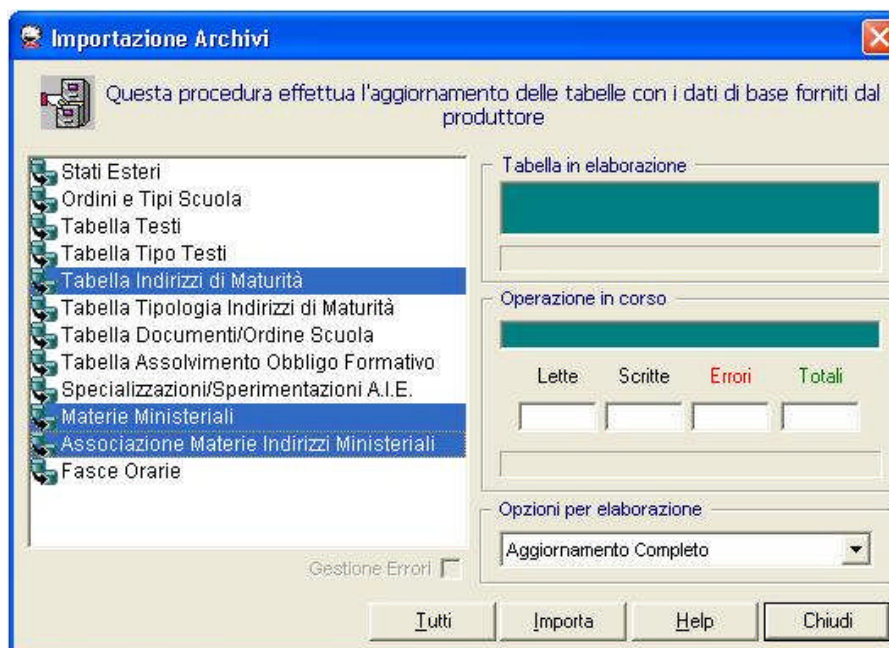 Importazione Archivi
Questa procedura effettua l'aggiornamento delle tabelle con i dati di base forniti dal
produttore
Stati Esteri
Ordini e Tipi Scuola
Tabella Testi
Tabella Tipo Testi
Tabella Indirizzi di Maturità
Tabella Tipologia Indirizzi di Maturità
Tabella Documenti/Ordine Scuola
Tabella Assolvimento Obbligo Formativo
Specializzazioni/Sperimentazioni A.I.E.
Materie Ministeriali
Associazione Materie Indirizzi Ministeriali
Fasce Orarie
Gestione Errori
Tabella in elaborazione
Operazione in corso
Lette Scritte Errori Totali
Opzioni per elaborazione
Aggiornamento Completo
Tutti Importa Help Chiudi